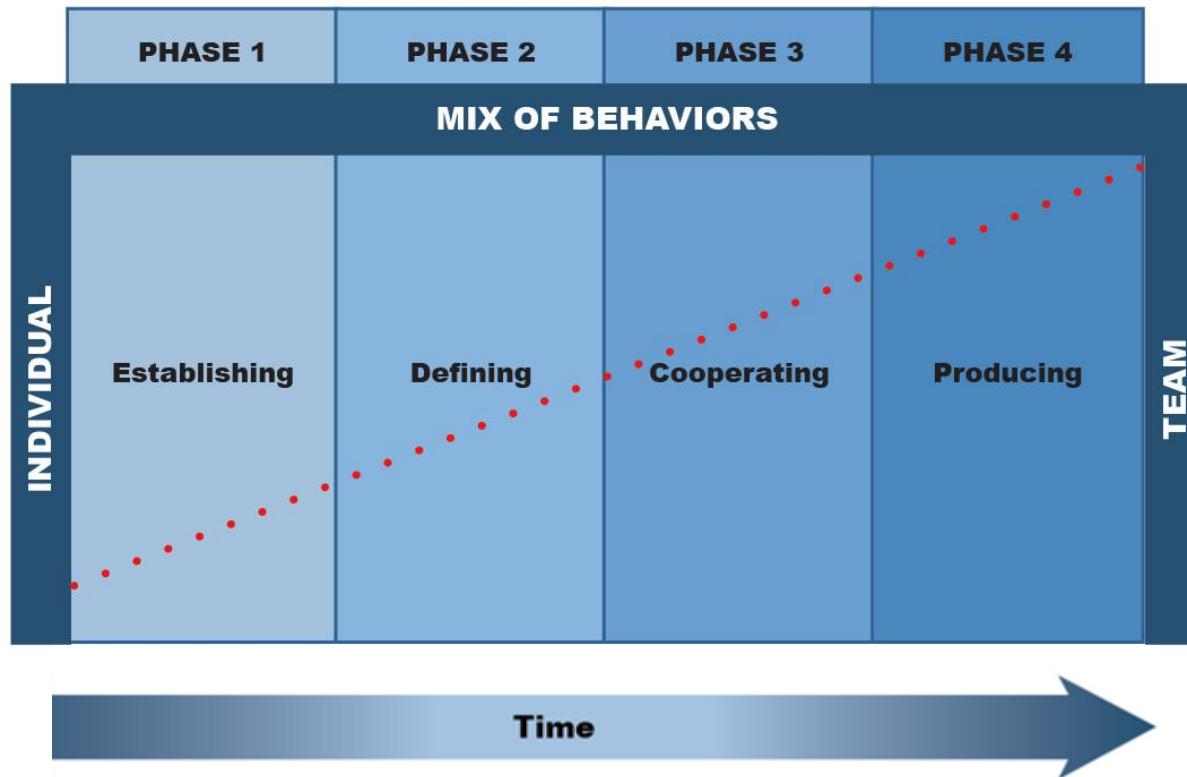 PHASE 1
PHASE 2
PHASE 3
PHASE 4
MIX OF BEHAVIORS
INDIVIDUAL
Establishing
Defining
Cooperating
Producing
TEAM
Time